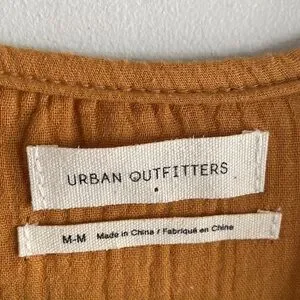 URBAN OUTFITTERS
M-M Made in China / Fabriqué en Chine